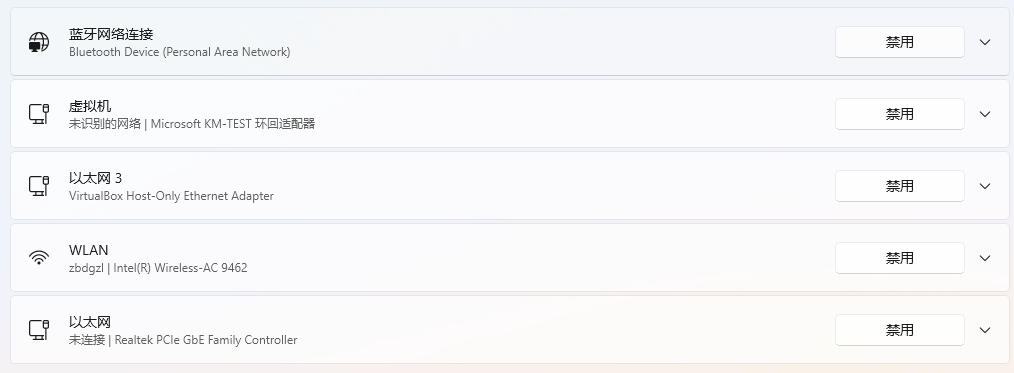 蓝牙网络连接
Bluetooth Device (Personal Area Network)
禁用
虚拟机
未识别的网络 | Microsoft KM-TEST 环回适配器
禁用
以太网 3
VirtualBox Host-Only Ethernet Adapter
禁用
WLAN
zbdgzl | Intel(R) Wireless-AC 9462
禁用
以太网
未连接 | Realtek PCIe GbE Family Controller
禁用